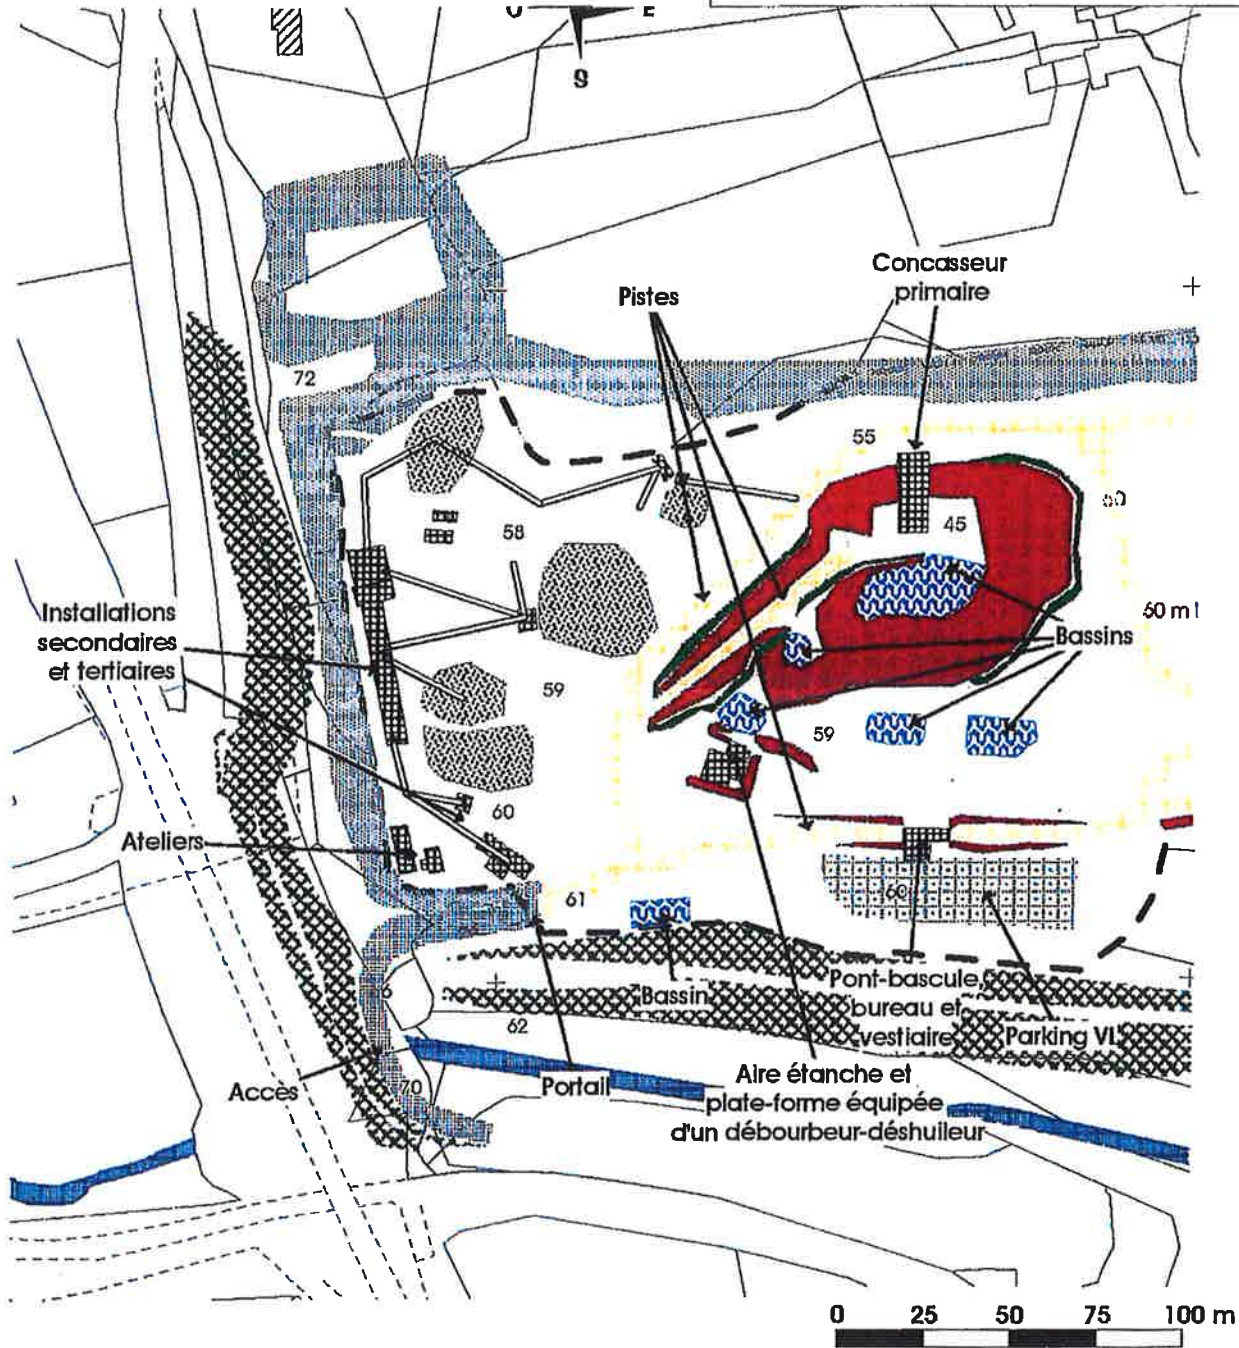 O E
S
Concasseur
primaire
Pistes
72
55
60
45
58
60 m
Installations
secondaires
et tertiaires
Bassins
59
59
60
Ateliers
60
61
Bassin
Pont-bascule,
bureau et
vestiaire
Parking VL
62
Accès
70
Portail
Aire étanche et
plate-forme équipée
d'un débourbeur-déshuileur
0 25 50 75 100 m